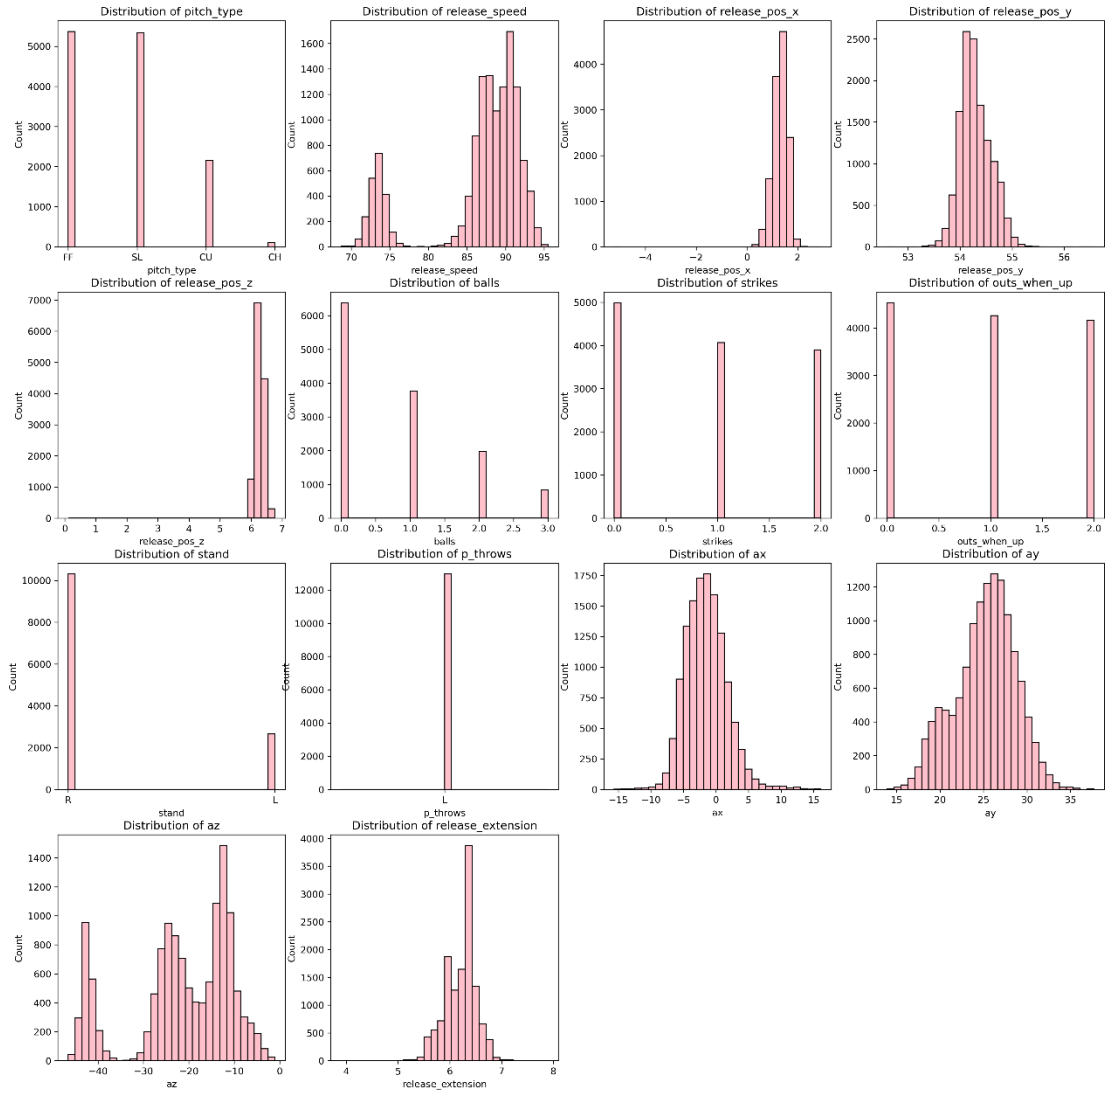 Distribution of pitch_type
Count
5000
4000
3000
2000
1000
0
FF SL CU CH
pitch_type
Distribution of release_speed
Count
1600
1400
1200
1000
800
600
400
200
0
70 75 80 85 90 95
release_speed
Distribution of release_pos_x
Count
4000
3000
2000
1000
0
−4 −2 0 2
release_pos_x
Distribution of release_pos_y
Count
2500
2000
1500
1000
500
0
53 54 55 56
release_pos_y
Distribution of release_pos_z
Count
7000
6000
5000
4000
3000
2000
1000
0
0 1 2 3 4 5 6 7
release_pos_z
Distribution of balls
Count
6000
5000
4000
3000
2000
1000
0
0.0 0.5 1.0 1.5 2.0 2.5 3.0
balls
Distribution of strikes
Count
5000
4000
3000
2000
1000
0
0.0 0.5 1.0 1.5 2.0
strikes
Distribution of outs_when_up
Count
4000
3000
2000
1000
0
0.0 0.5 1.0 1.5 2.0
outs_when_up
Distribution of stand
Count
10000
8000
6000
4000
2000
0
R L
stand
Distribution of p_throws
Count
12000
10000
8000
6000
4000
2000
0
L
p_throws
Distribution of ax
Count
1750
1500
1250
1000
750
500
250
0
−15 −10 −5 0 5 10 15
ax
Distribution of ay
Count
1200
1000
800
600
400
200
0
15 20 25 30 35
ay
Distribution of az
Count
1400
1200
1000
800
600
400
200
0
−40 −30 −20 −10 0
az
Distribution of release_extension
Count
4000
3500
3000
2500
2000
1500
1000
500
0
4 5 6 7 8
release_extension